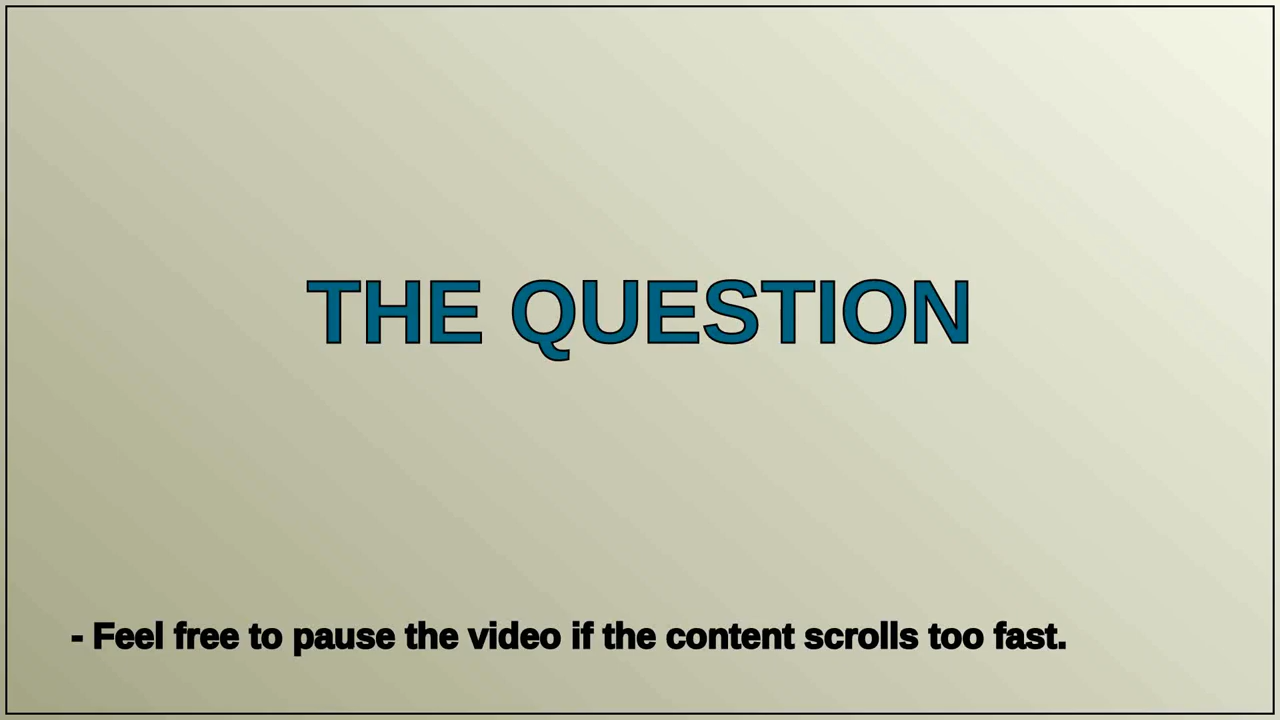 THE QUESTION
- Feel free to pause the video if the content scrolls too fast.